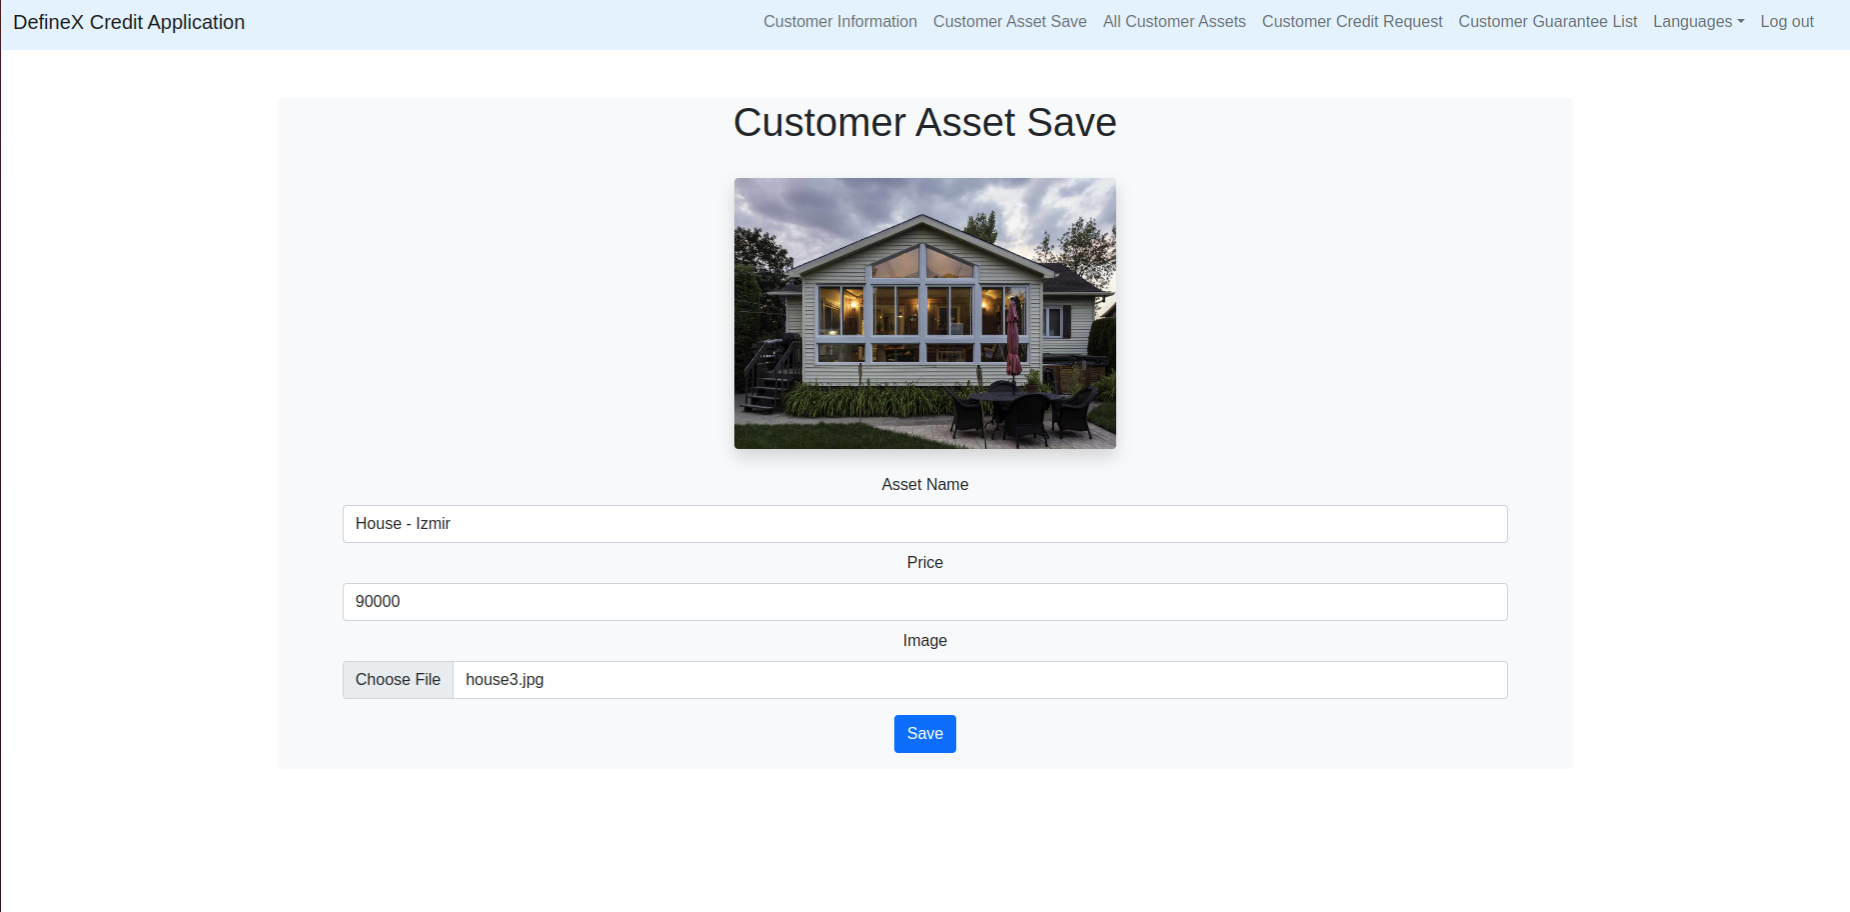 DefineX Credit Application
Customer Information Customer Asset Save All Customer Assets Customer Credit Request Customer Guarantee List Languages Log out
Customer Asset Save
Asset Name
House - Izmir
Price
90000
Image
Choose File house3.jpg
Save